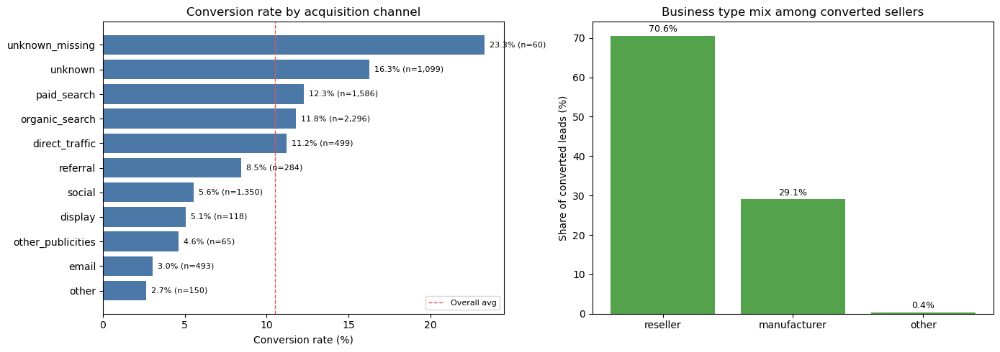 Conversion rate by acquisition channel
unknown_missing
23.3% (n=60)
unknown
16.3% (n=1,099)
paid_search
12.3% (n=1,586)
organic_search
11.8% (n=2,296)
direct_traffic
11.2% (n=499)
referral
8.5% (n=284)
social
5.6% (n=1,350)
display
5.1% (n=118)
other_publicities
4.6% (n=65)
email
3.0% (n=493)
other
2.7% (n=150)
Overall avg
0 5 10 15 20
Conversion rate (%)
Business type mix among converted sellers
Share of converted leads (%)
70
60
50
40
30
20
10
0
70.6%
29.1%
0.4%
reseller manufacturer other